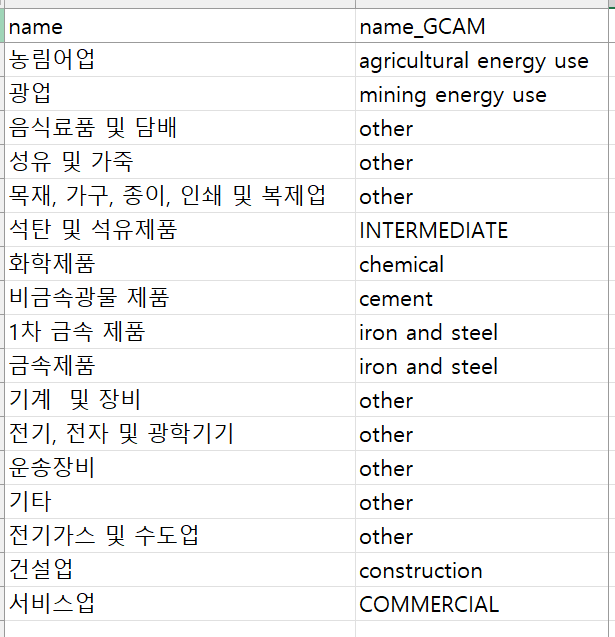 name name_GCAM
농림어업 agricultural energy use
광업 mining energy use
음식료품 및 담배 other
성유 및 가죽 other
목재, 가구, 종이, 인쇄 및 복제업 other
석탄 및 석유제품 INTERMEDIATE
화학제품 chemical
비금속광물 제품 cement
1차 금속 제품 iron and steel
금속제품 iron and steel
기계  및 장비 other
전기, 전자 및 광학기기 other
운송장비 other
기타 other
전기가스 및 수도업 other
건설업 construction
서비스업 COMMERCIAL